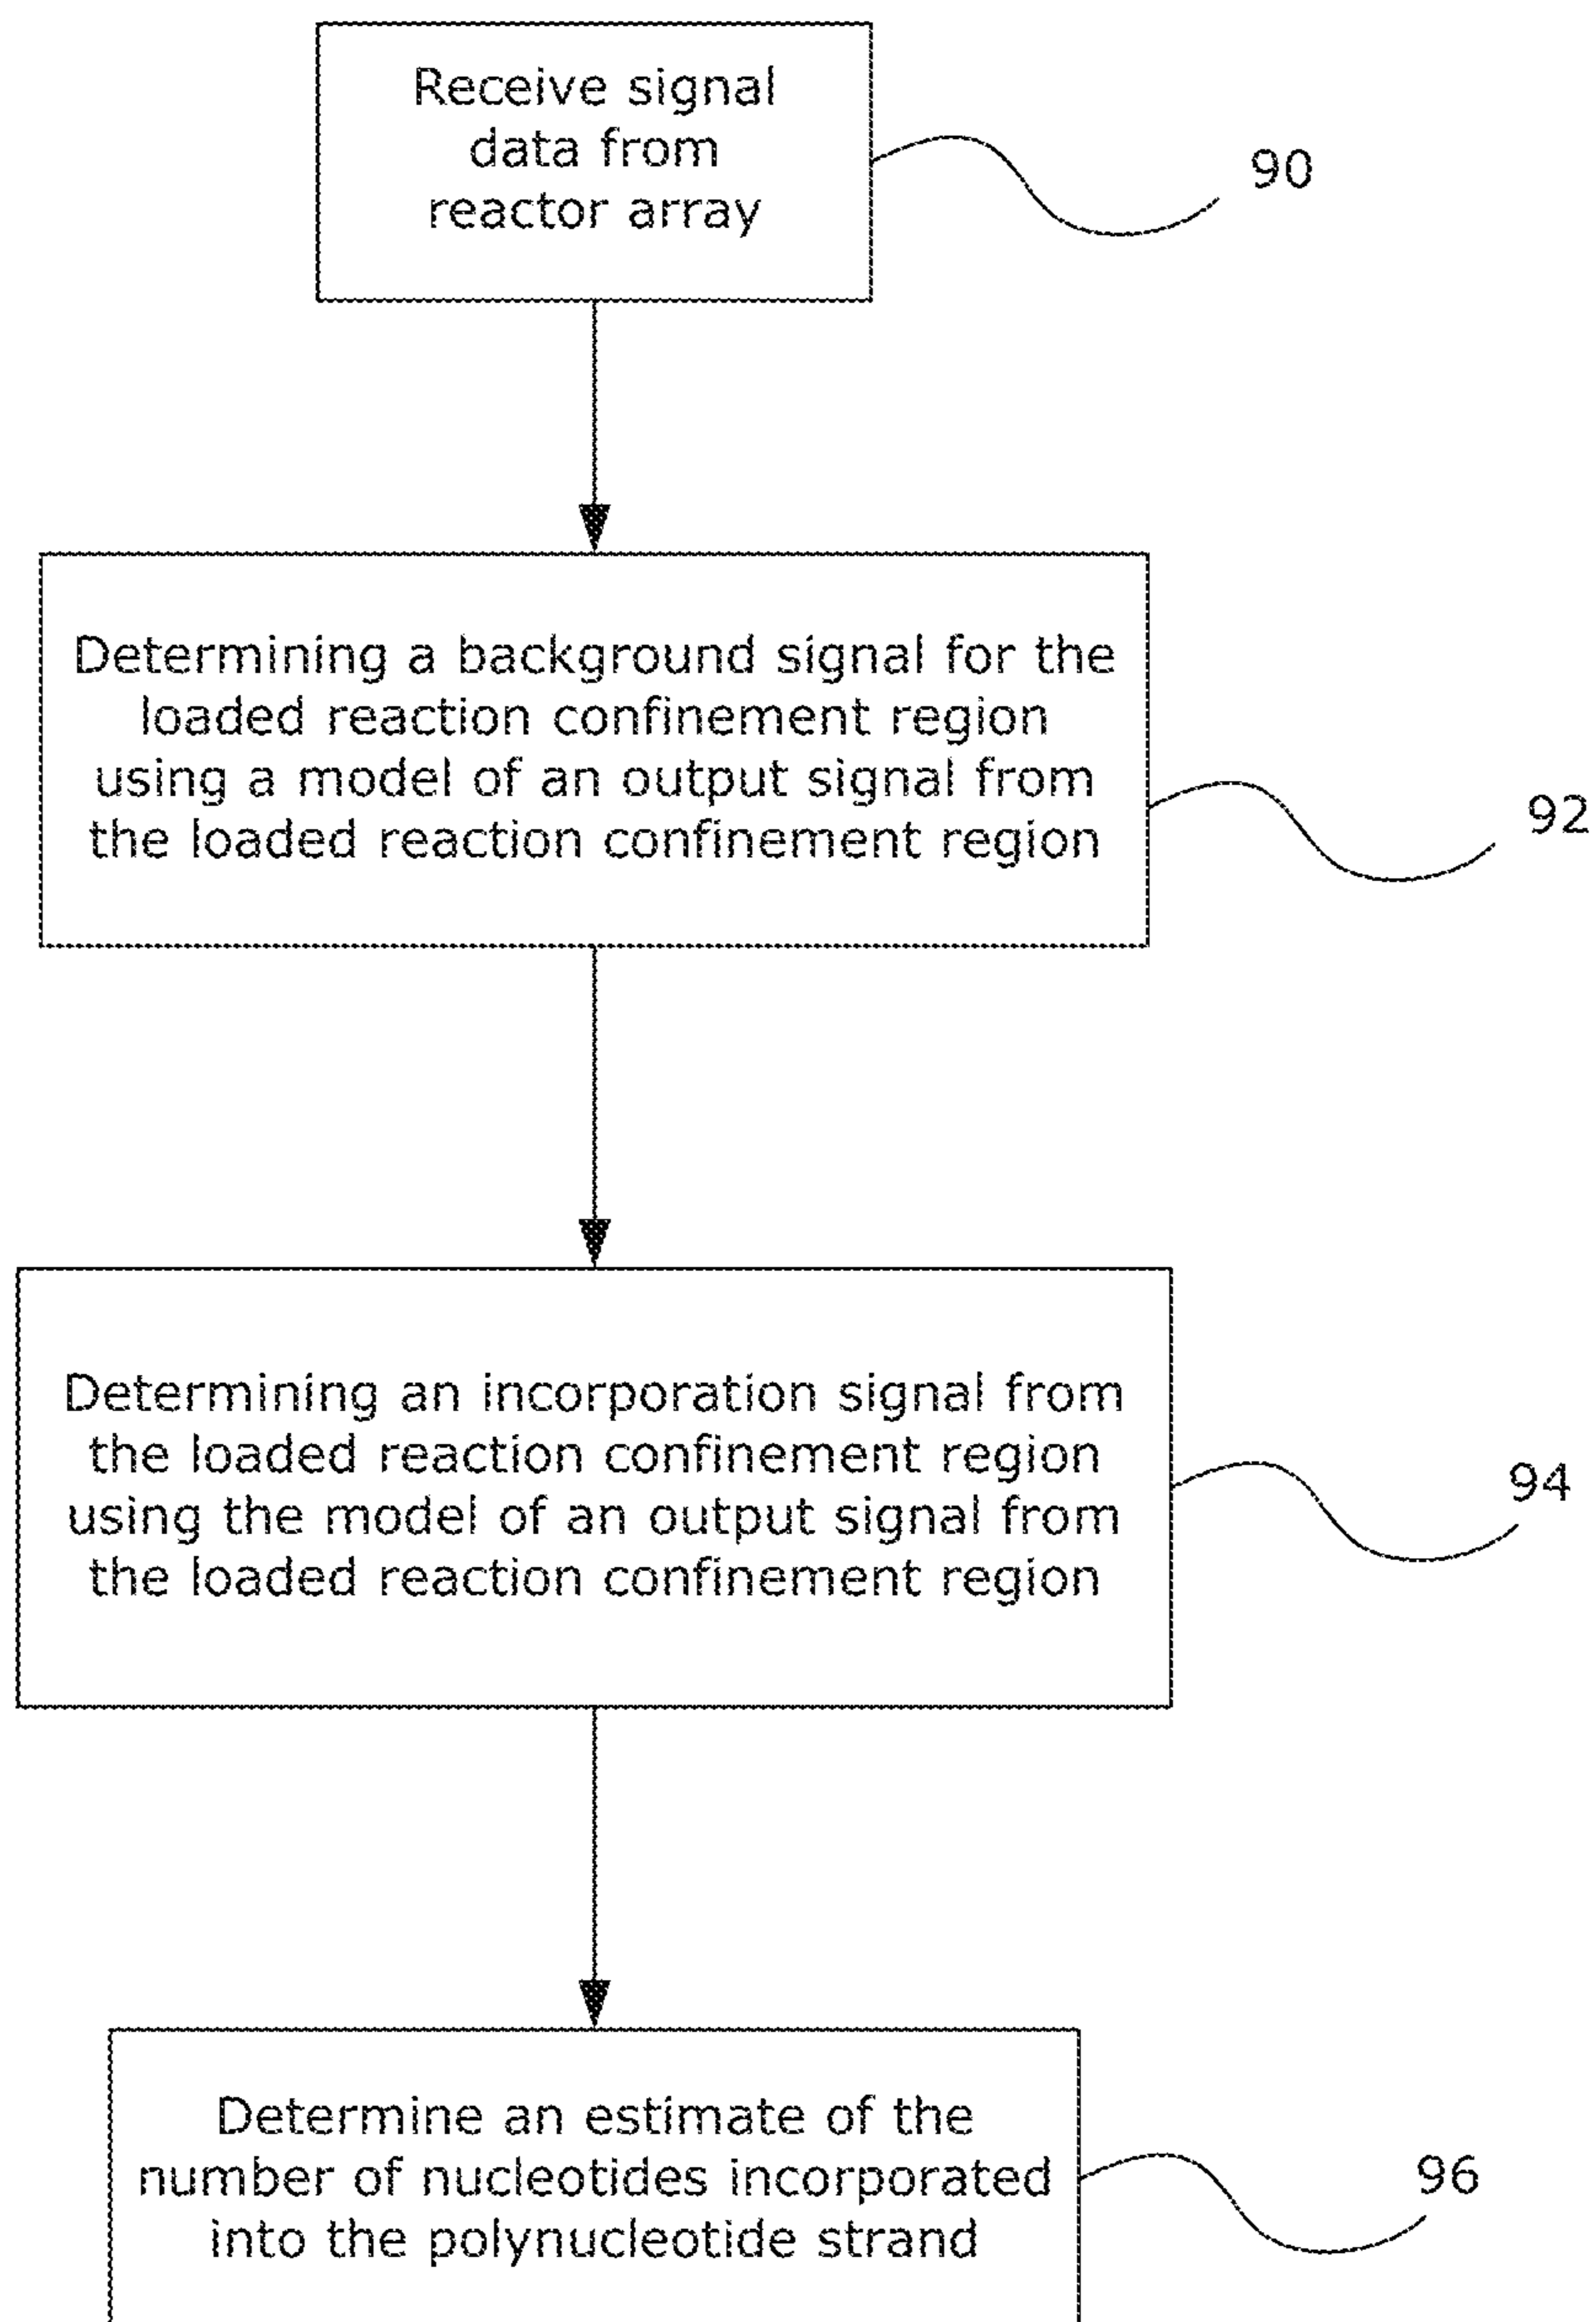 Receive signal
data from
reactor array
90
Determining a background signal for the
loaded reaction confinement region
using a model of an output signal from
the loaded reaction confinement region
92
Determining an incorporation signal from
the loaded reaction confinement region
using the model of an output signal from
the loaded reaction confinement region
94
Determine an estimate of the
number of nucleotides incorporated
into the polynucleotide strand
96